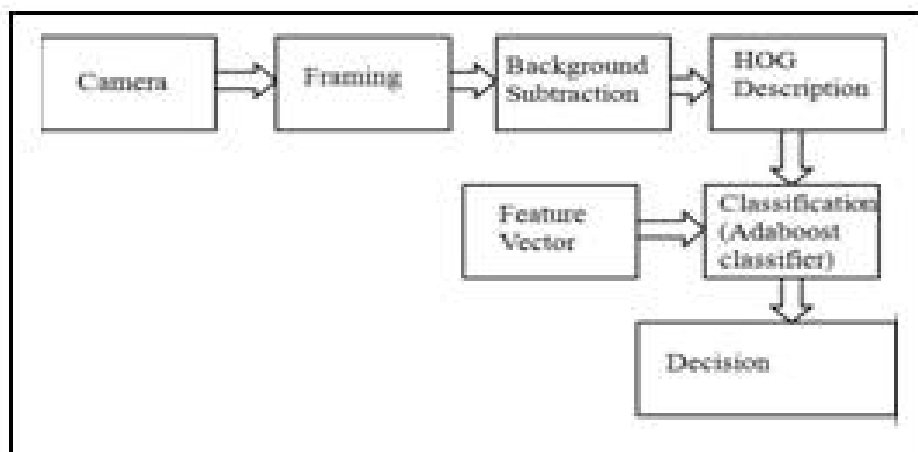 Camera
Framing
Background
Subtraction
HOG
Description
Feature
Vector
Classification
(Adaboost
classifier)
Decision